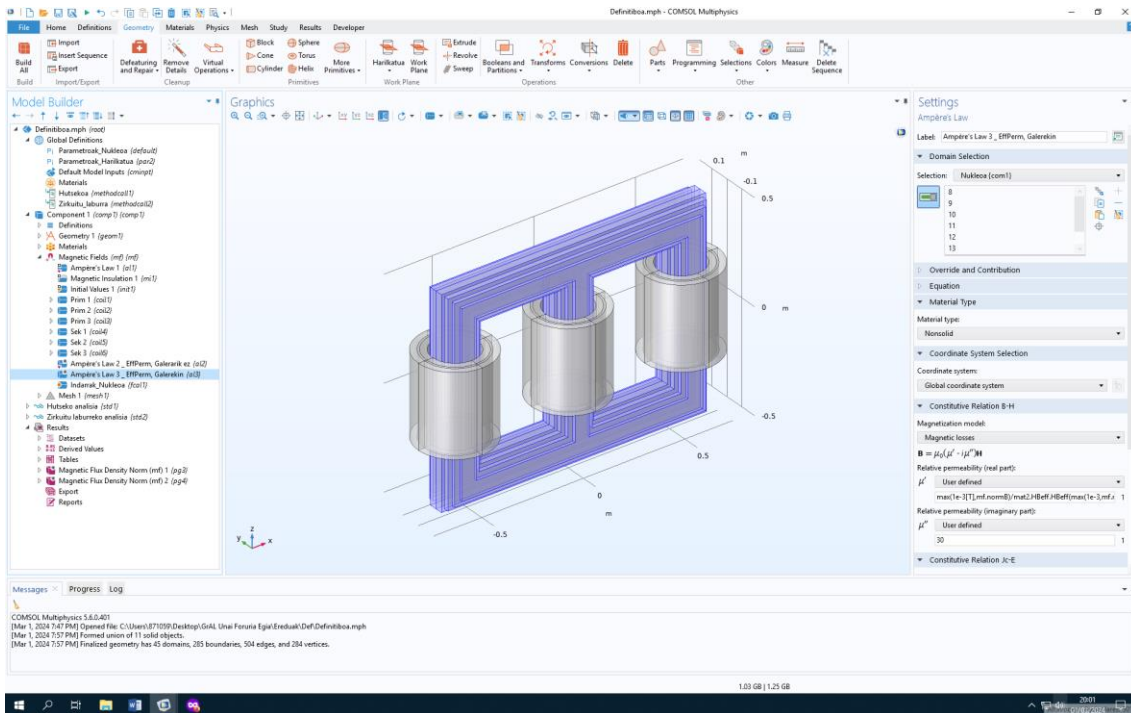 Definitiboa.mph - COMSOL Multiphysics
File Home Definitions Geometry Materials Physics Mesh Study Results Developer
Build All
Import
Insert Sequence
Export
Defeaturing and Repair
Remove Details
Virtual Operations
Block
Cone
Cylinder
Sphere
Torus
Helix
More Primitives
Harilkatua
Work Plane
Extrude
Revolve
Sweep
Booleans and Partitions
Transforms
Conversions
Delete
Parts
Programming
Selections
Colors
Measure
Delete Sequence
Build Import/Export Cleanup Primitives Work Plane Operations Other
Model Builder
Definitiboa.mph (root)
Global Definitions
Pi Parametroak_Nukleoa (default)
Pi Parametroak_Harilkatua (par2)
Default Model Inputs (cminpt)
Materials
Hutsekoa (methodcall1)
Zirkuitu_laburra (methodcall2)
Component 1 (comp1) (comp1)
Definitions
Geometry 1 (geom1)
Materials
Magnetic Fields (mf) (mf)
Ampère's Law 1 (al1)
Magnetic Insulation 1 (mi1)
Initial Values 1 (init1)
Prim 1 (coil1)
Prim 2 (coil2)
Prim 3 (coil3)
Sek 1 (coil4)
Sek 2 (coil5)
Sek 3 (coil6)
Ampère's Law 2 _ EffPerm, Galerarik ez (al2)
Ampère's Law 3 _ EffPerm, Galerekin (al3)
Indarrak_Nukleoa (fcal1)
Mesh 1 (mesh1)
Hutseko analisia (std1)
Zirkuitu laburreko analisia (std2)
Results
Datasets
Derived Values
Tables
Magnetic Flux Density Norm (mf) 1 (pg3)
Magnetic Flux Density Norm (mf) 2 (pg4)
Export
Reports
Graphics
m
0.1
-0.1
0.5
0 m
-0.5
0.5
0
m
-0.5
z
y x
Settings
Ampère's Law
Label: Ampère's Law 3 _ EffPerm, Galerekin
Domain Selection
Selection: Nukleoa (com1)
8
9
10
11
12
13
Override and Contribution
Equation
Material Type
Material type:
Nonsolid
Coordinate System Selection
Coordinate system:
Global coordinate system
Constitutive Relation B-H
Magnetization model:
Magnetic losses
B = μ0(μ′ - iμ″)H
Relative permeability (real part):
μ′ User defined
max(1e-3[T],mf.normB)/mat2.HBeff.HBeff(max(1e-3,mf.r 1
Relative permeability (imaginary part):
μ″ User defined
30 1
Constitutive Relation Jc-E
Messages Progress Log
COMSOL Multiphysics 5.6.0.401
[Mar 1, 2024 7:47 PM] Opened file: C:\Users\871059\Desktop\GrAL Unai Foruria Egia\Ereduak\Def\Definitiboa.mph
[Mar 1, 2024 7:57 PM] Formed union of 11 solid objects.
[Mar 1, 2024 7:57 PM] Finalized geometry has 45 domains, 285 boundaries, 504 edges, and 284 vertices.
1.03 GB | 1.25 GB
20:01
01/03/2024